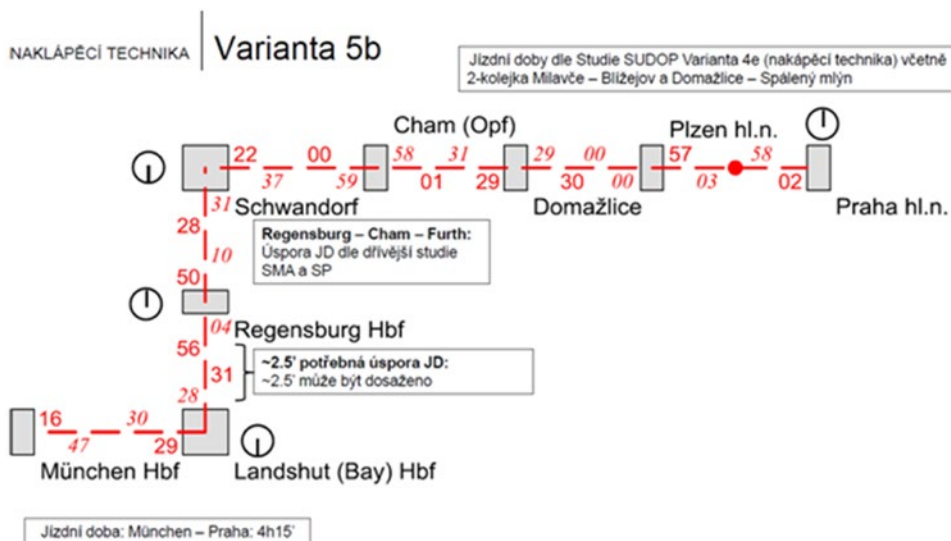 NAKLÁPĚCÍ TECHNIKA Varianta 5b
Jízdní doby dle Studie SUDOP Varianta 4e (nakápěcí technika) včetně
2-kolejka Milavče – Blížejov a Domažlice – Spálený mlýn
Cham (Opf) Plzen hl.n.
22 00 58 31 29 00 57 58
37 59 01 29 30 00 03 02
31 Schwandorf Domažlice Praha hl.n.
28
Regensburg – Cham – Furth:
Úspora JD dle dřívější studie
SMA a SP
10
50
04 Regensburg Hbf
56
~2.5' potřebná úspora JD:
~2.5' může být dosaženo
31
28
16 30
47 29
München Hbf Landshut (Bay) Hbf
Jízdní doba: München – Praha: 4h15'